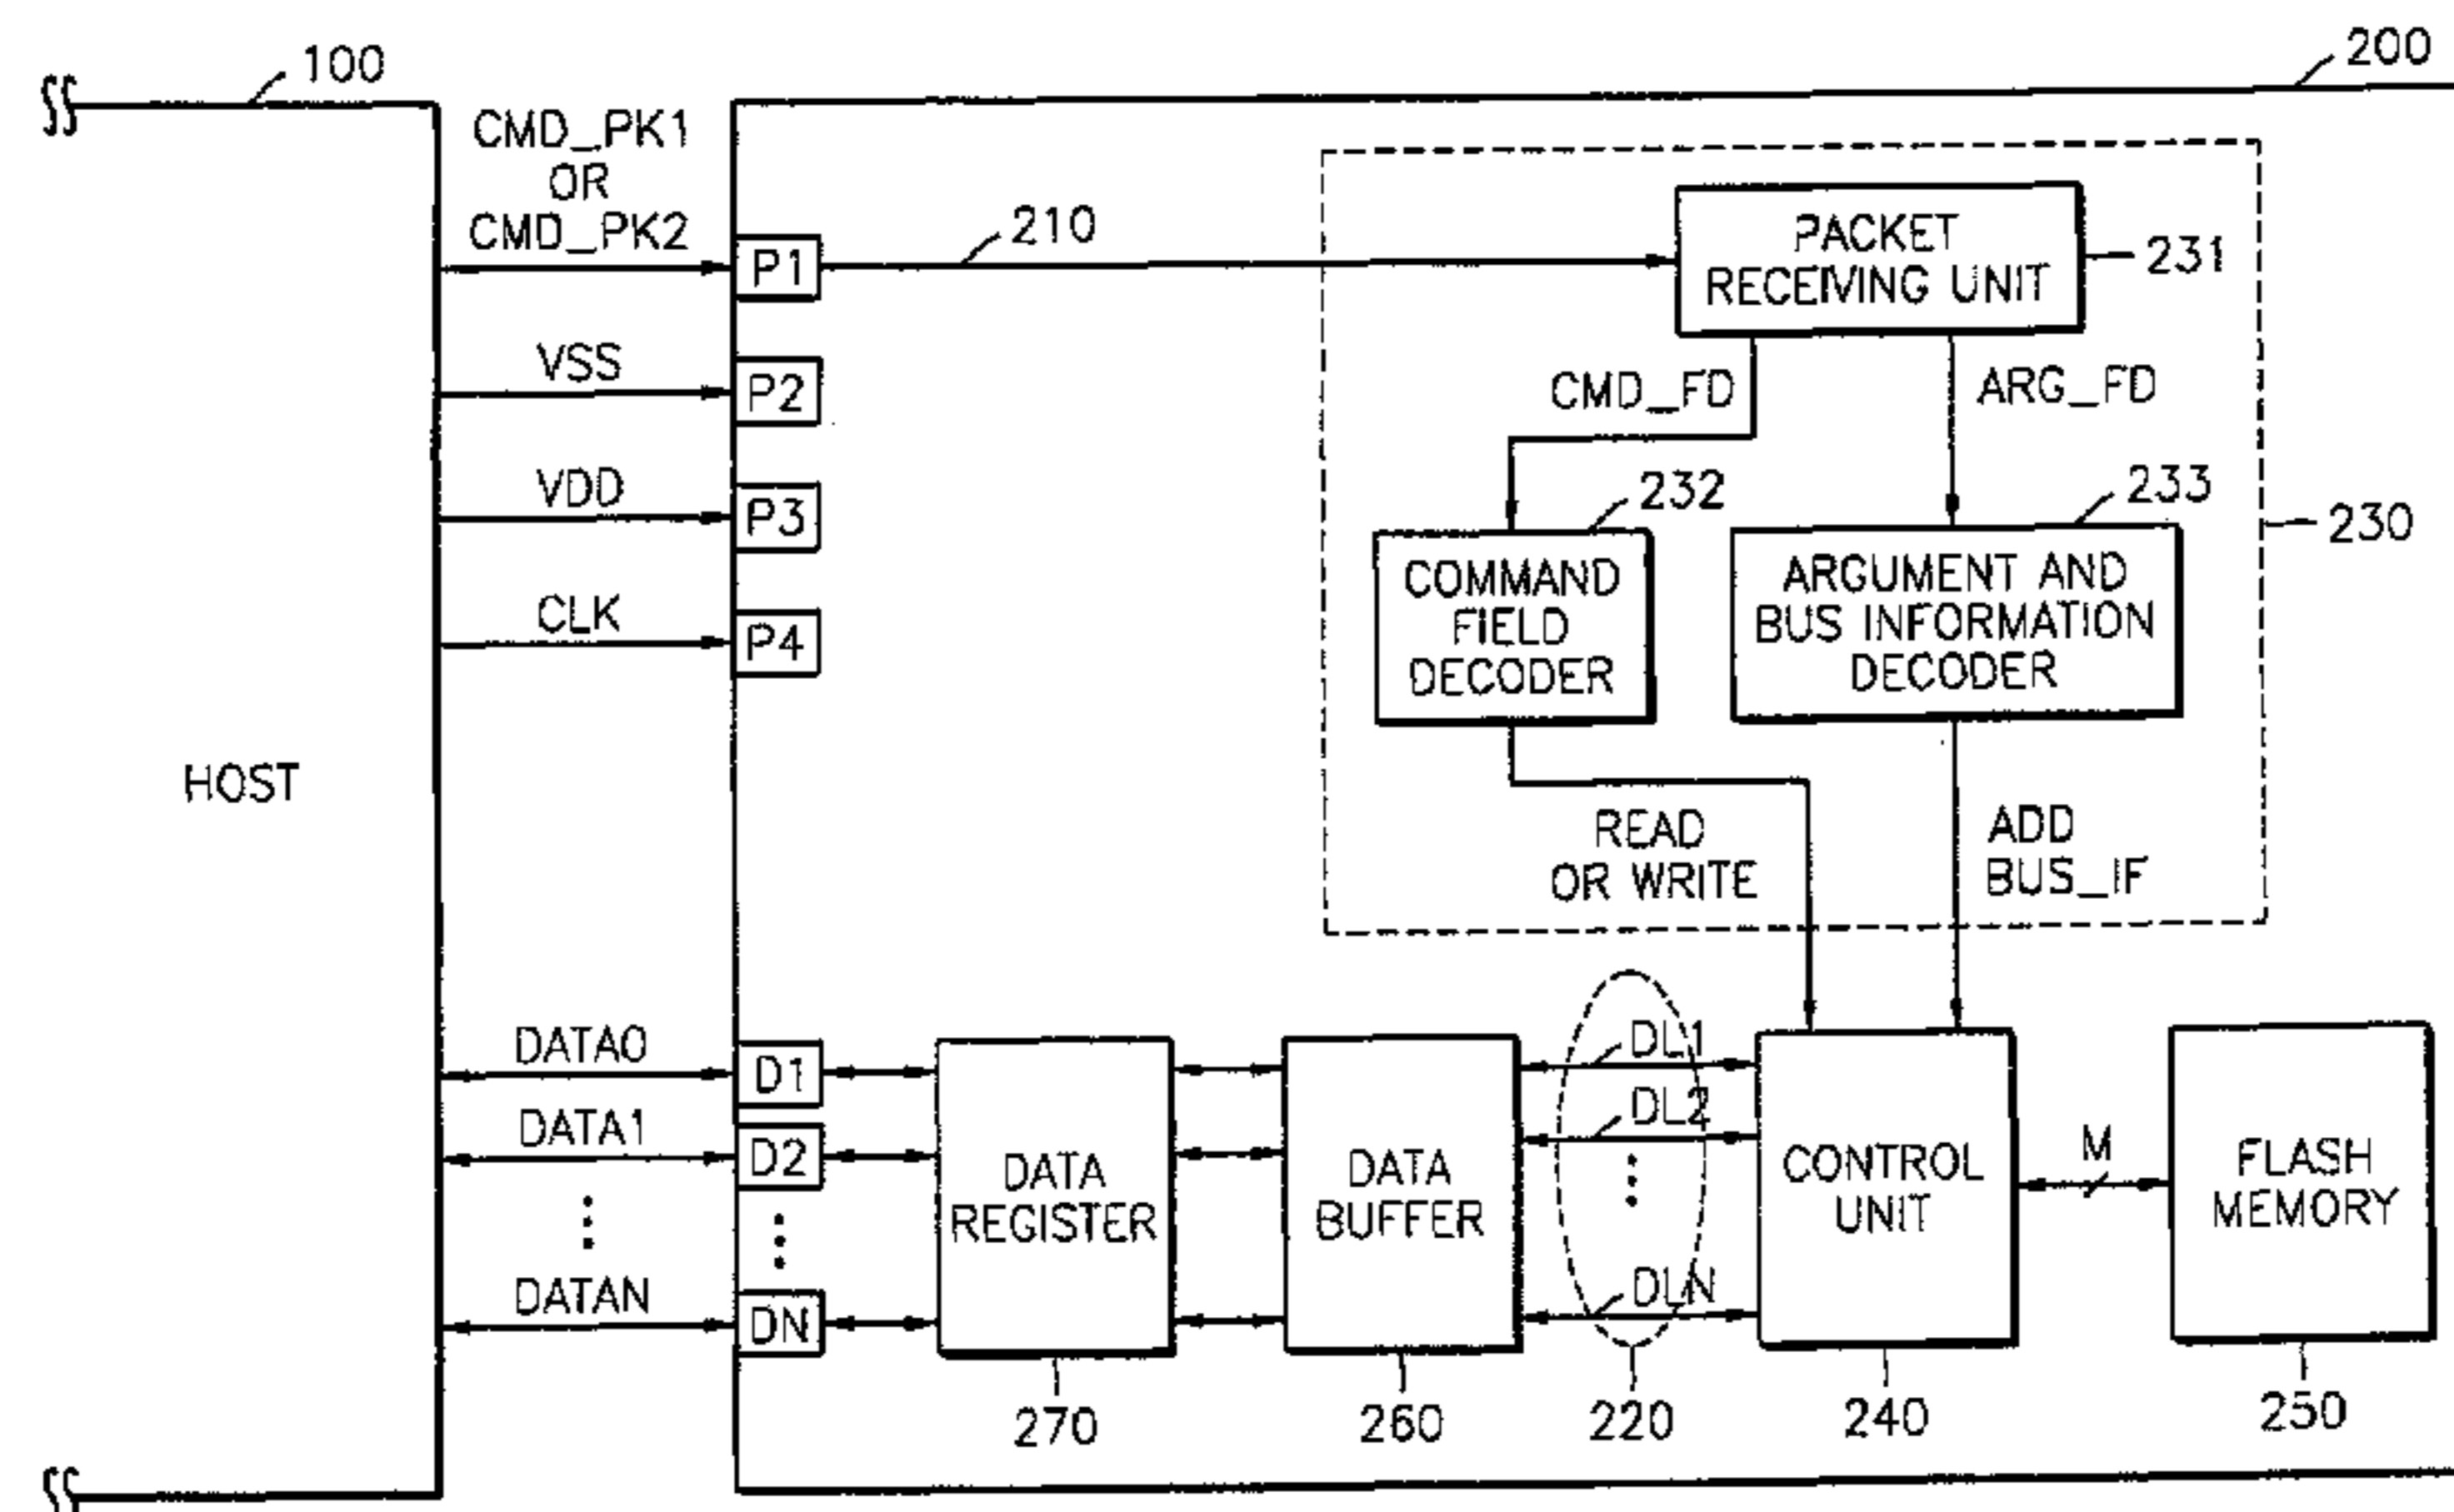 100
200
CMD_PK1
OR
CMD_PK2
P1
210
PACKET
RECEIVING UNIT
231
VSS
P2
CMD_FD
ARG_FD
VDD
P3
232
233
230
CLK
P4
COMMAND
FIELD
DECODER
ARGUMENT AND
BUS INFORMATION
DECODER
HOST
READ
OR WRITE
ADD
BUS_IF
DATA0
D1
DL1
DATA1
D2
DL2
DATA
REGISTER
DATA
BUFFER
CONTROL
UNIT
M
FLASH
MEMORY
DATAN
DN
DLN
270
260
220
240
250